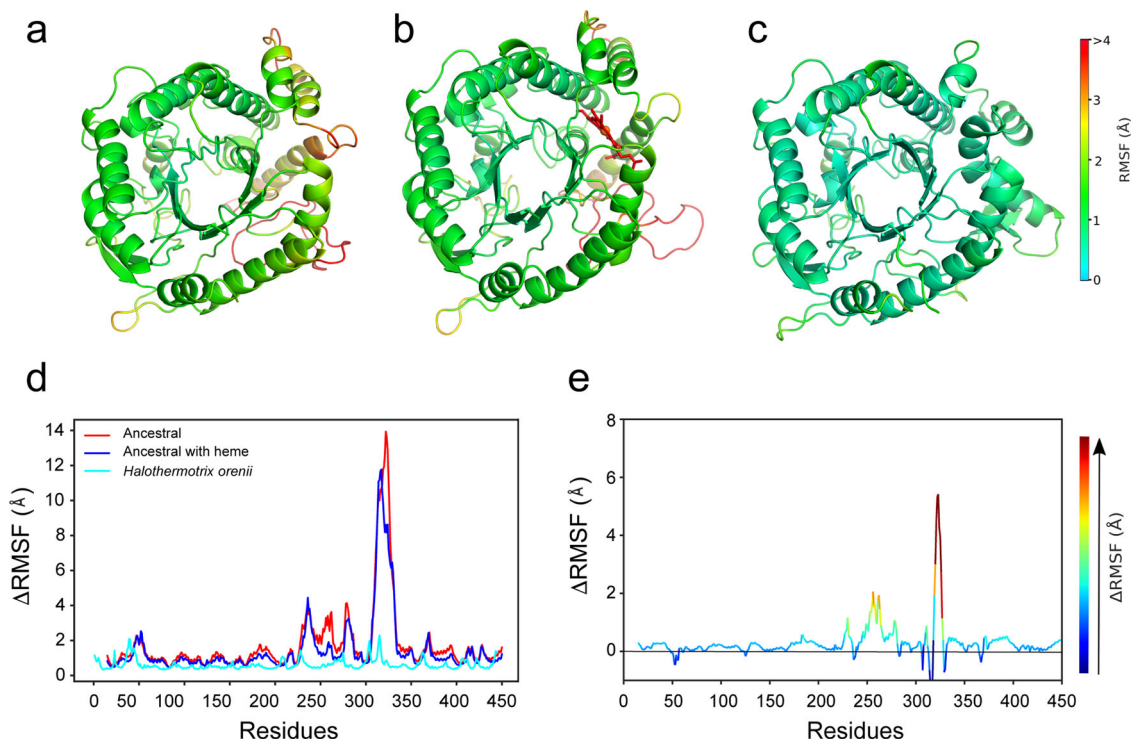 a
b
c
>4
3
2
1
0
RMSF (Å)
d
e
14
12
10
8
6
4
2
0
ΔRMSF (Å)
Ancestral
Ancestral with heme
Halothermotrix orenii
0 50 100 150 200 250 300 350 400 450
Residues
8
6
4
2
0
ΔRMSF (Å)
0 50 100 150 200 250 300 350 400 450
Residues
ΔRMSF (Å)